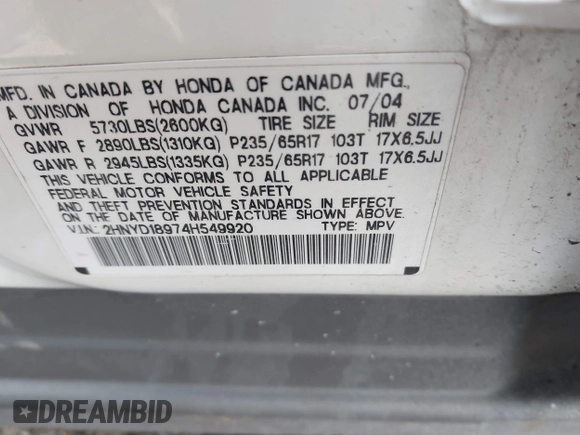 MFD. IN CANADA BY HONDA OF CANADA MFG.,
A DIVISION OF HONDA CANADA INC. 07/04
GVWR 5730LBS(2600KG) TIRE SIZE RIM SIZE
GAWR F 2890LBS(1310KG) P235/65R17 103T 17X6.5JJ
GAWR R 2945LBS(1335KG) P235/65R17 103T 17X6.5JJ
THIS VEHICLE CONFORMS TO ALL APPLICABLE
FEDERAL MOTOR VEHICLE SAFETY
AND THEFT PREVENTION STANDARDS IN EFFECT
ON THE DATE OF MANUFACTURE SHOWN ABOVE.
V.I.N.: 2HNYD18974H549920 TYPE: MPV
DREAMBID